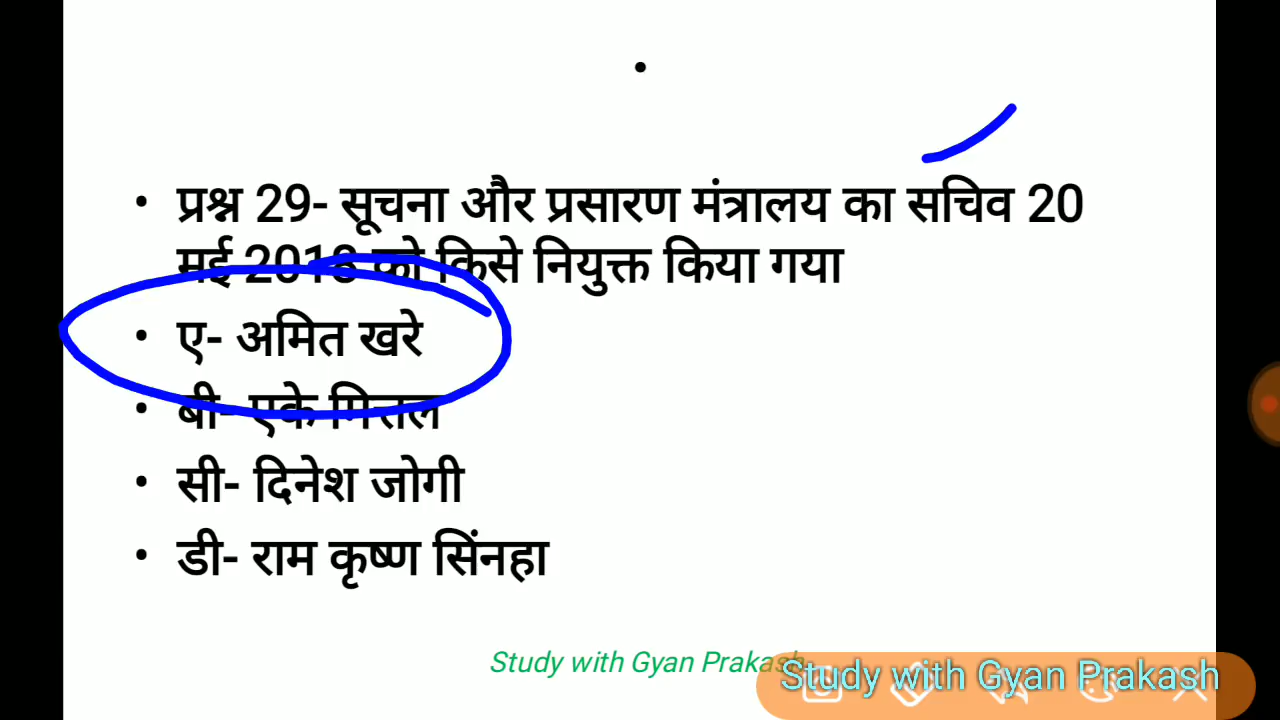 प्रश्न 29- सूचना और प्रसारण मंत्रालय का सचिव 20
मई 2018 को किसे नियुक्त किया गया
ए- अमित खरे
बी- एके मित्तल
सी- दिनेश जोगी
डी- राम कृष्ण सिंनहा
Study with Gyan Prakash
Study with Gyan Prakash